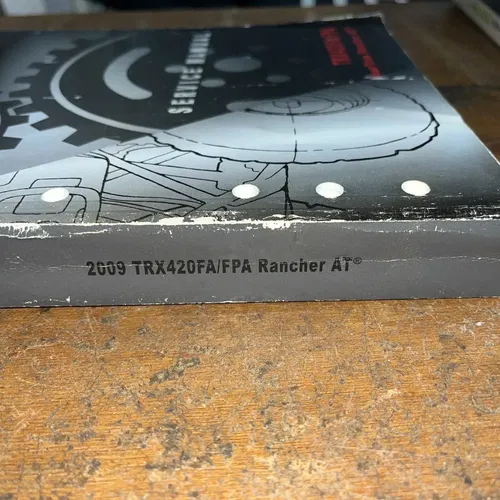 SERVICE MANUAL
2009 TRX420FA/FPA Rancher AT®